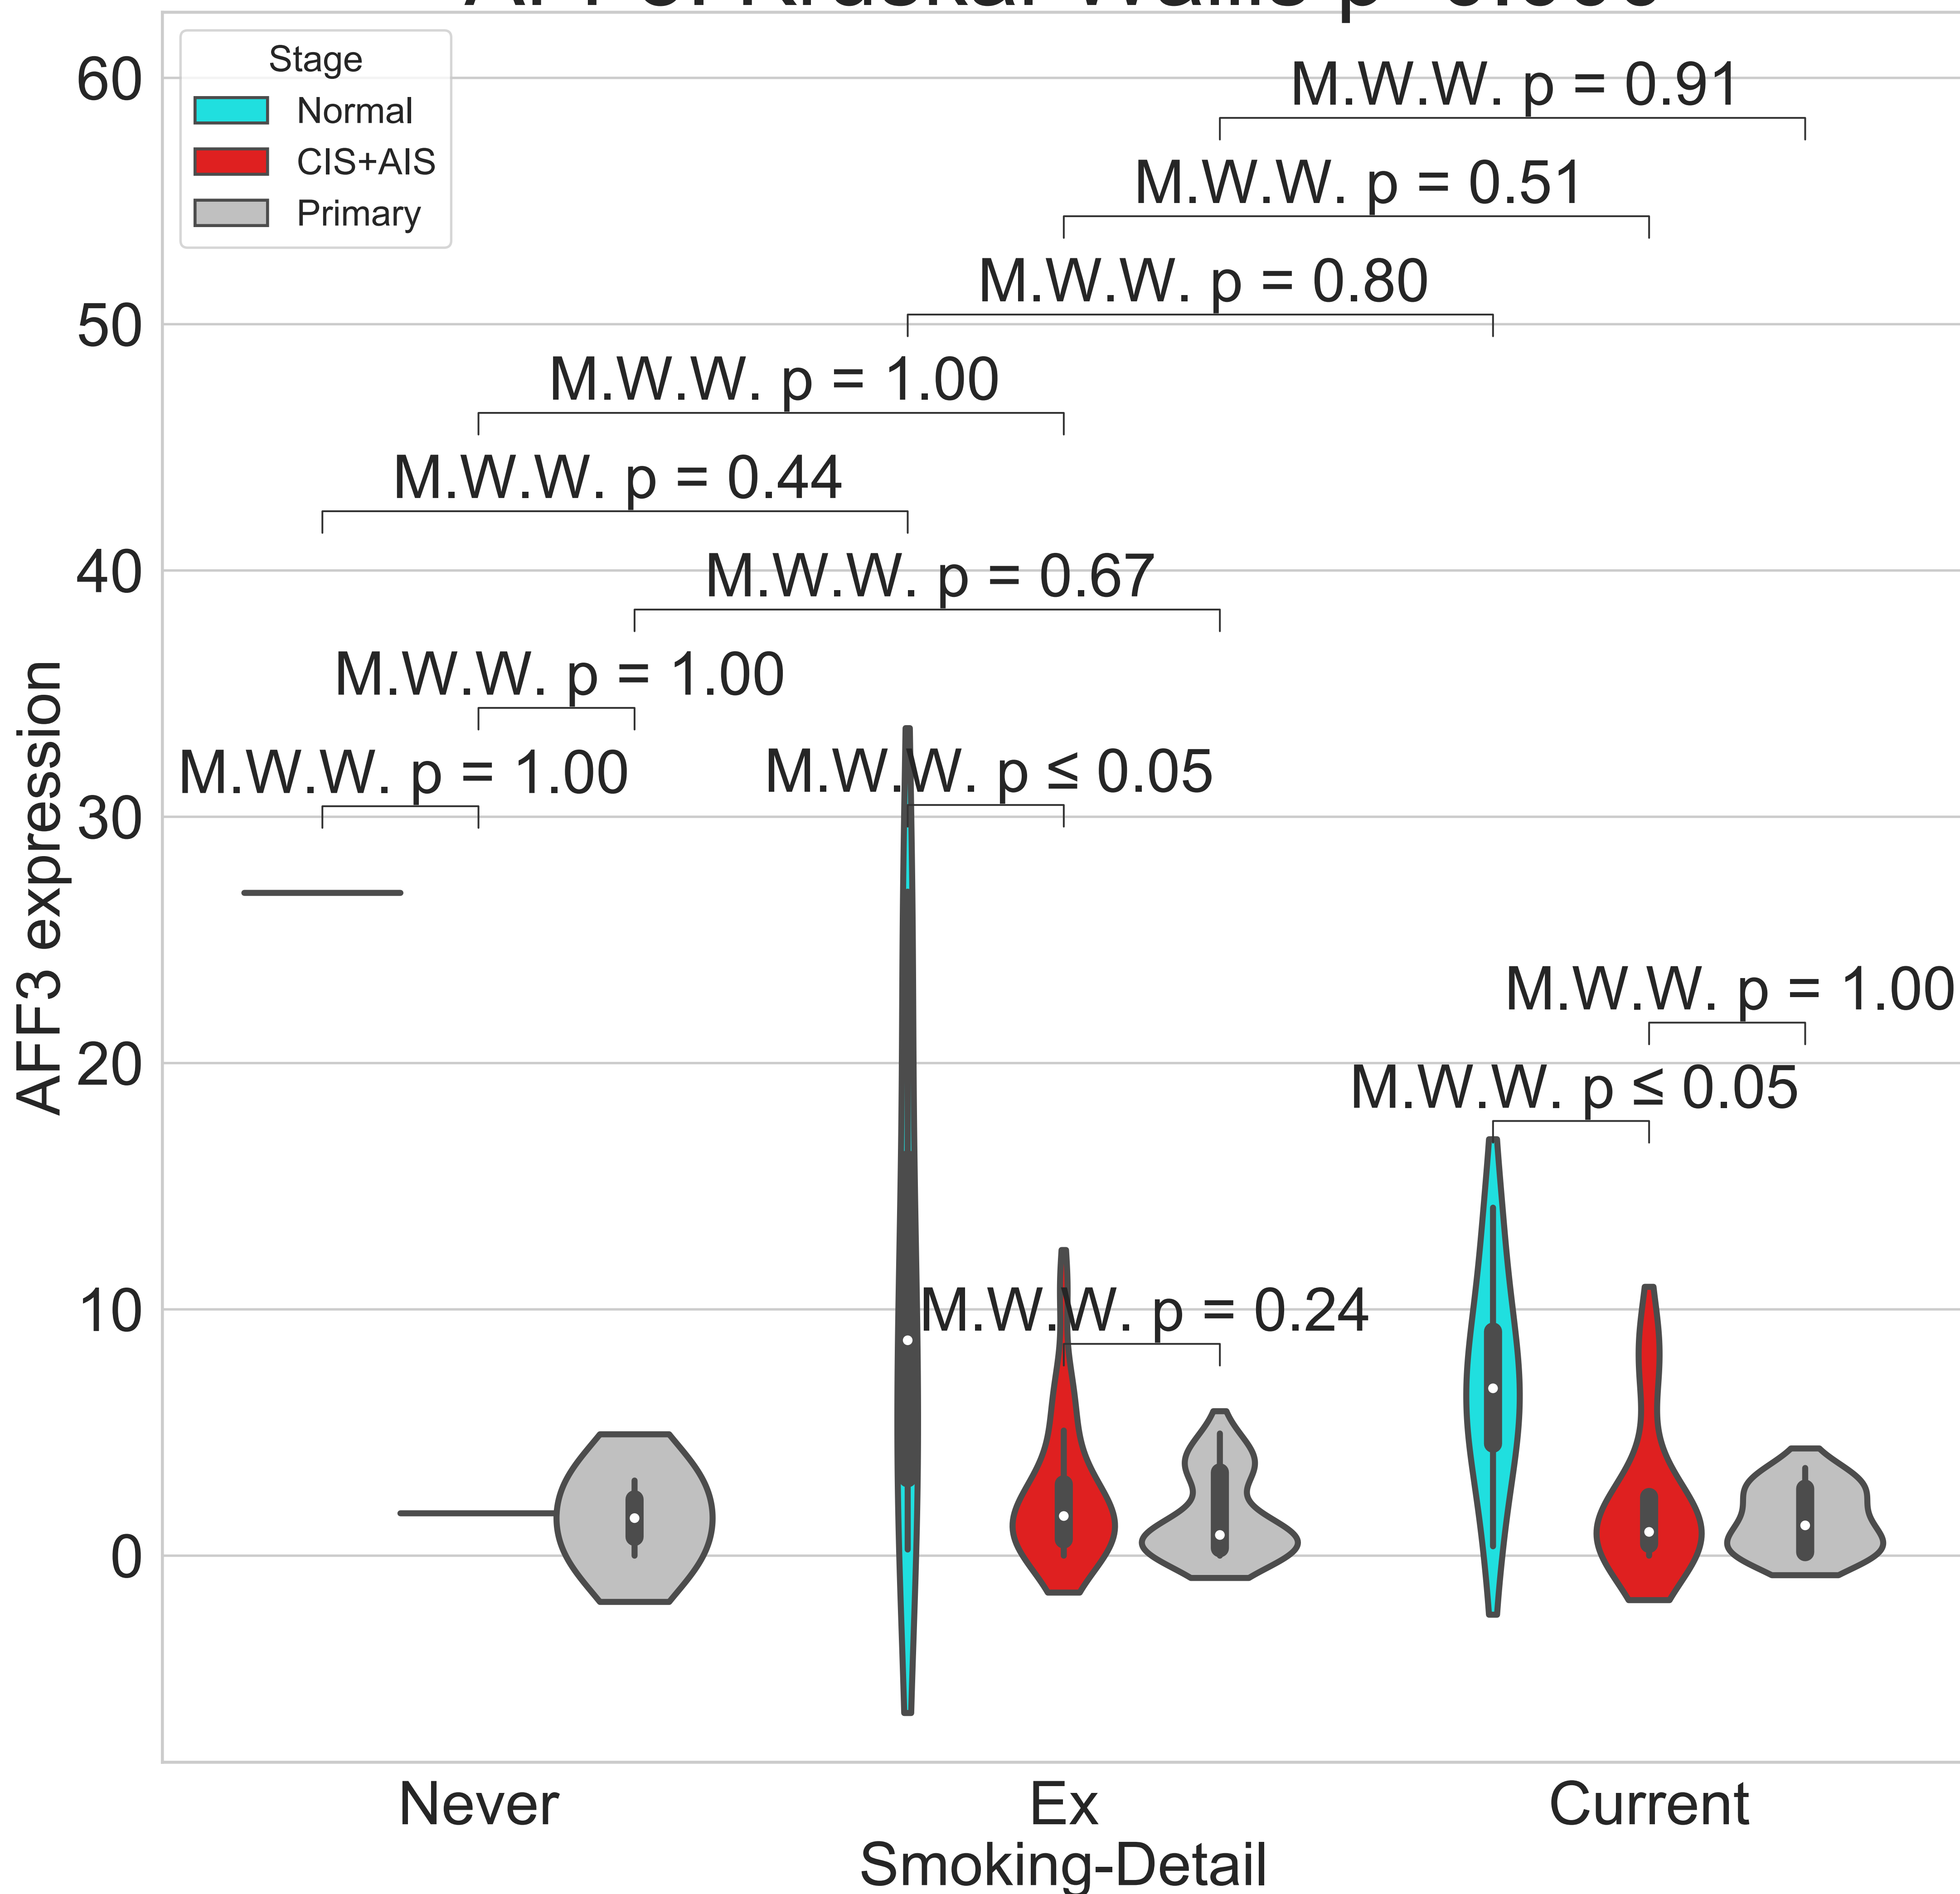 Stage
Normal
CIS+AIS
Primary
M.W.W. p = 0.91
M.W.W. p = 0.51
M.W.W. p = 0.80
M.W.W. p = 1.00
M.W.W. p = 0.44
M.W.W. p = 0.67
M.W.W. p = 1.00
M.W.W. p = 1.00
M.W.W. p ≤ 0.05
M.W.W. p = 1.00
M.W.W. p ≤ 0.05
M.W.W. p = 0.24
60
50
40
30
20
10
0
AFF3 expression
Never
Ex
Current
Smoking-Detail